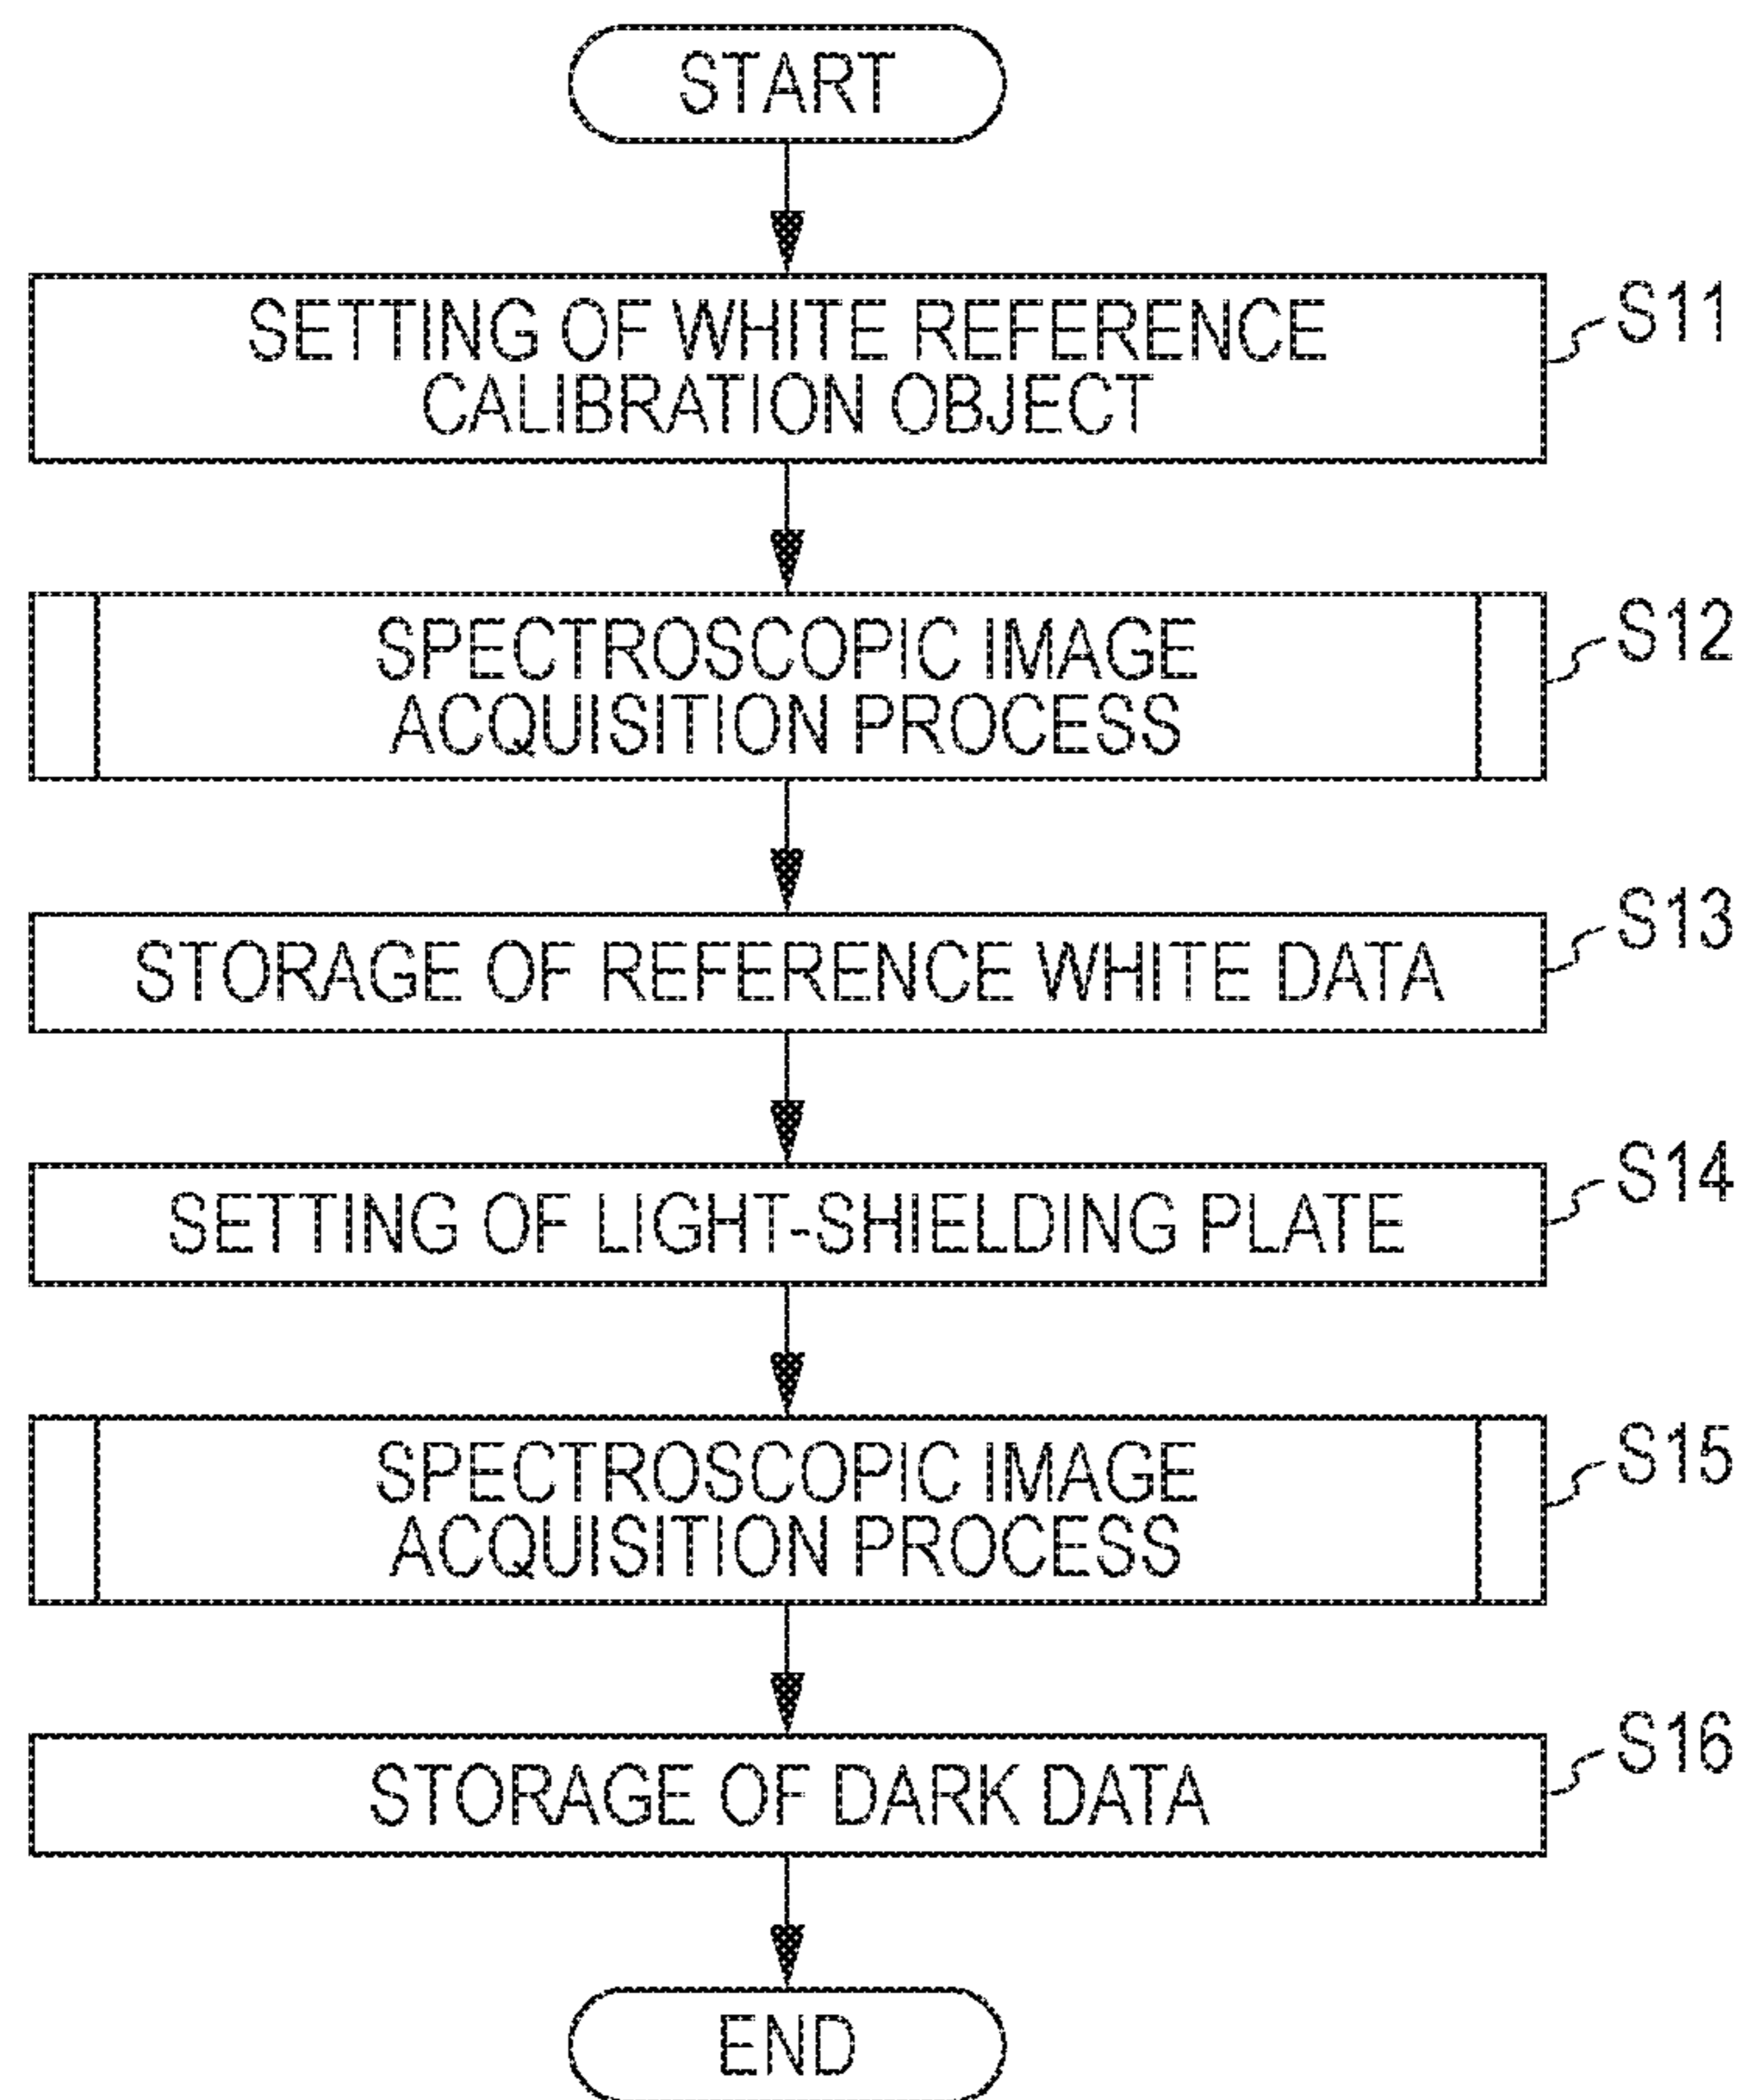 START
SETTING OF WHITE REFERENCE
CALIBRATION OBJECT
S11
SPECTROSCOPIC IMAGE
ACQUISITION PROCESS
S12
STORAGE OF REFERENCE WHITE DATA
S13
SETTING OF LIGHT-SHIELDING PLATE
S14
SPECTROSCOPIC IMAGE
ACQUISITION PROCESS
S15
STORAGE OF DARK DATA
S16
END